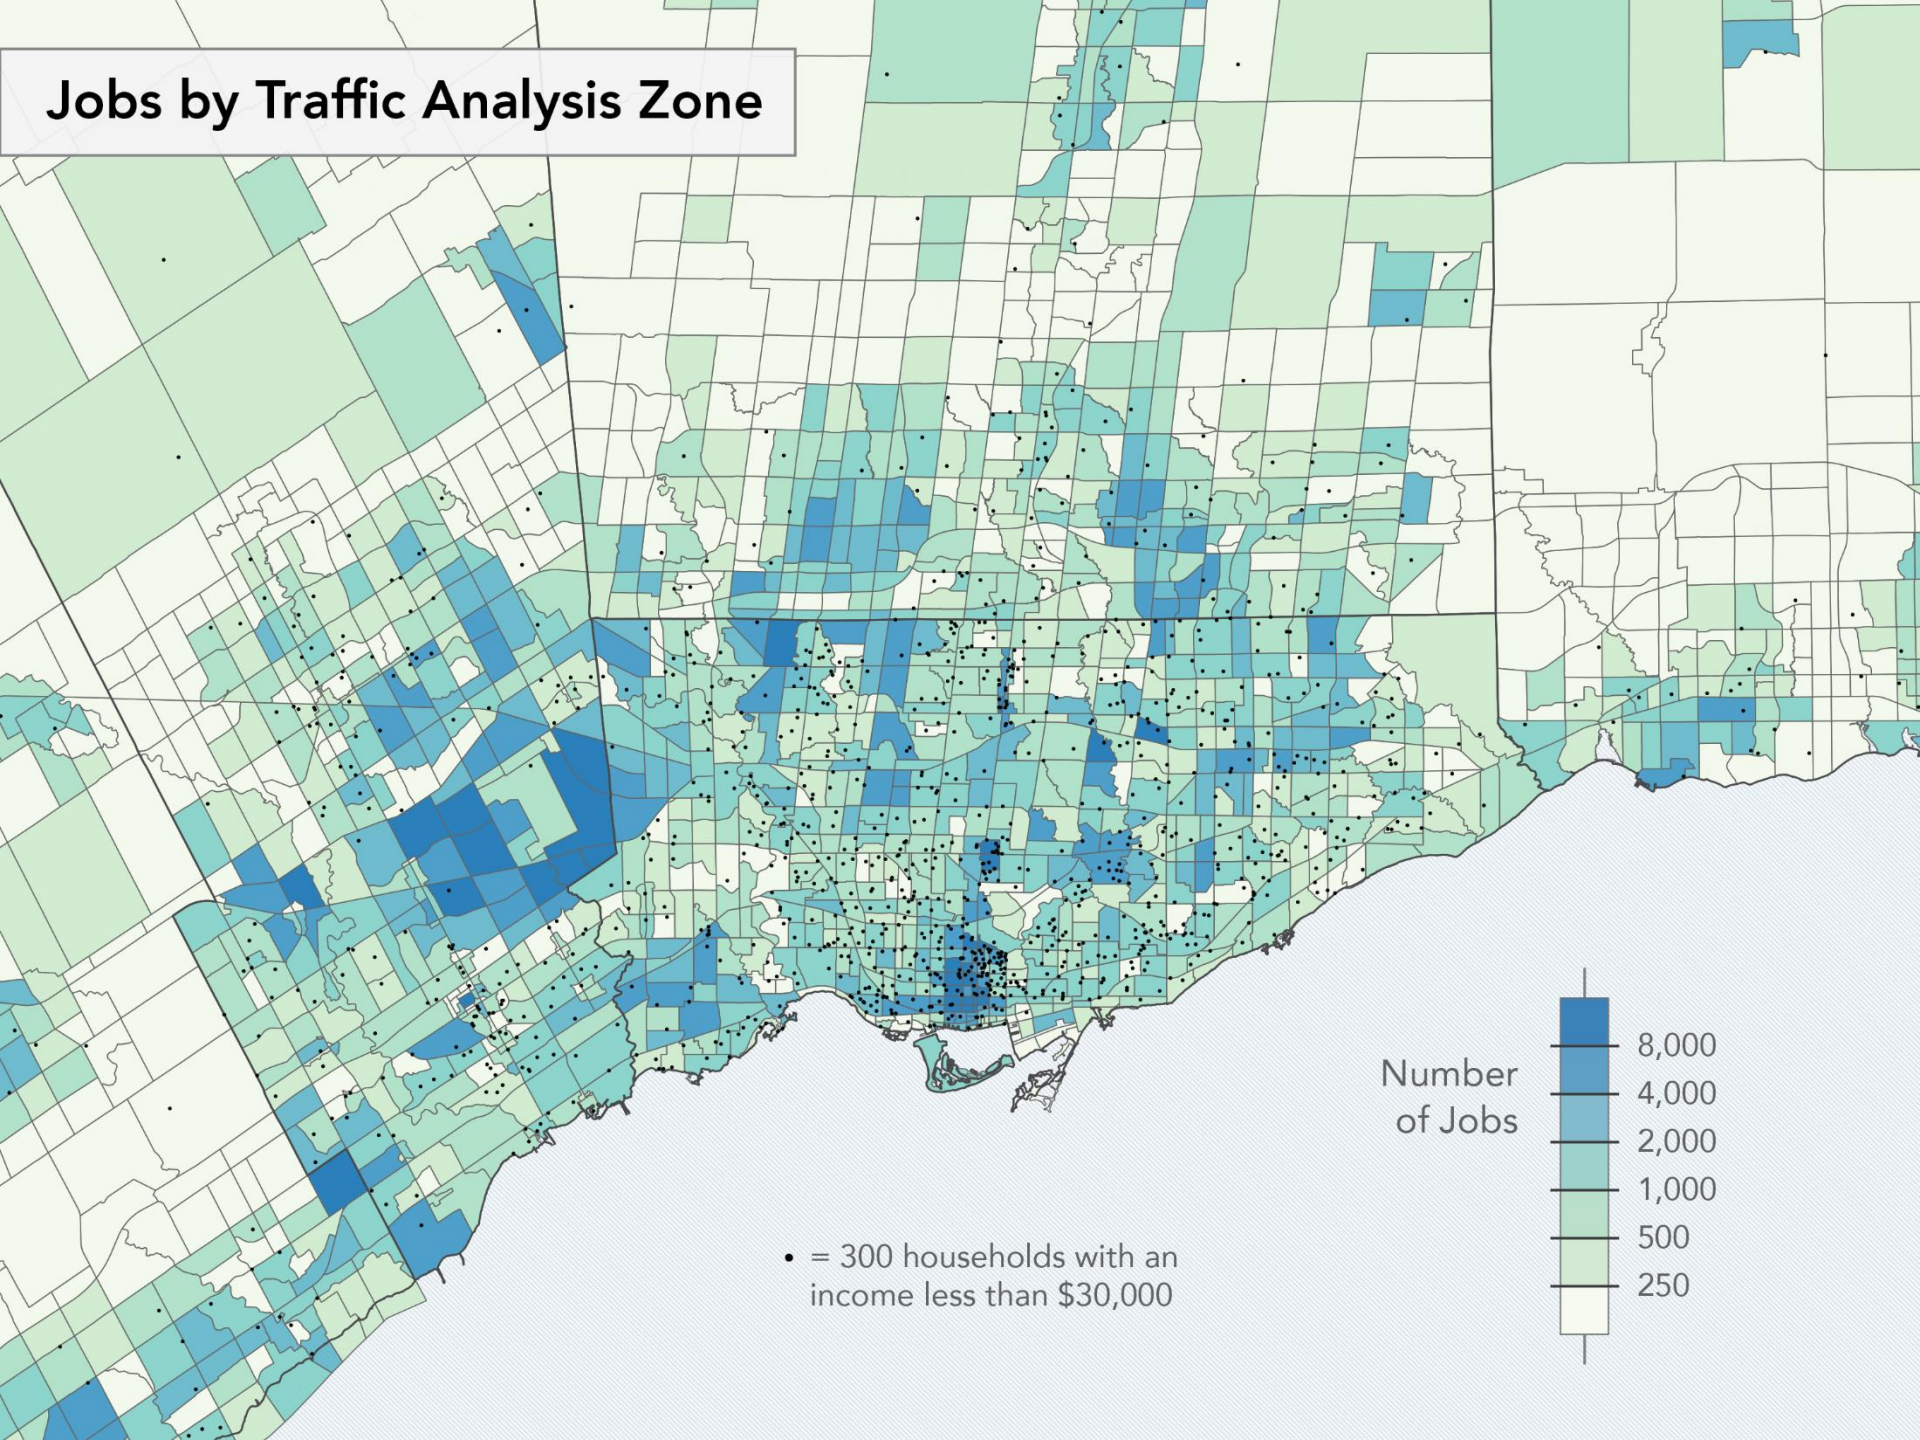 Jobs by Traffic Analysis Zone
Number
of Jobs
8,000
4,000
2,000
1,000
500
250
• = 300 households with an
income less than $30,000